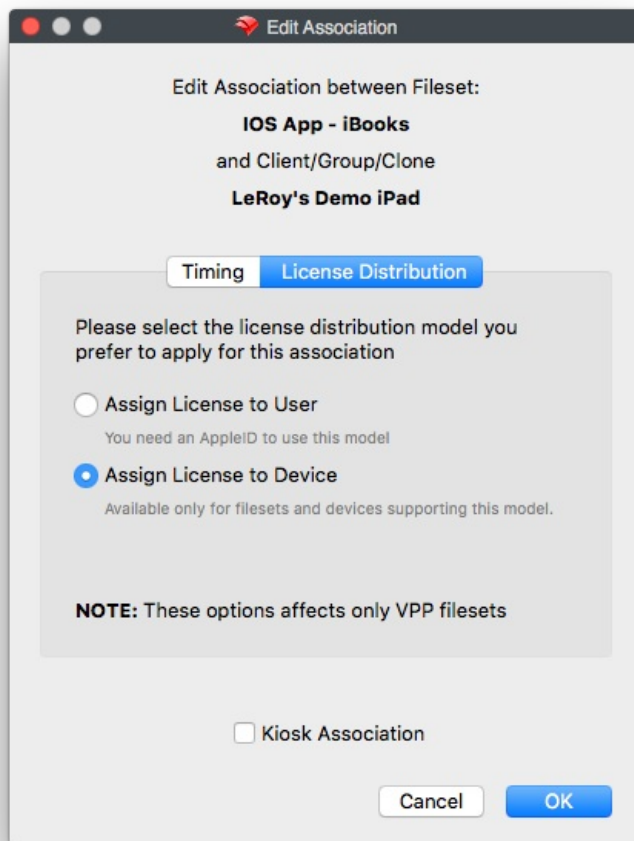 Edit Association
Edit Association between Fileset:
IOS App - iBooks
and Client/Group/Clone
LeRoy's Demo iPad
Timing
License Distribution
Please select the license distribution model you
prefer to apply for this association
Assign License to User
You need an AppleID to use this model
Assign License to Device
Available only for filesets and devices supporting this model.
NOTE: These options affects only VPP filesets
Kiosk Association
Cancel
OK